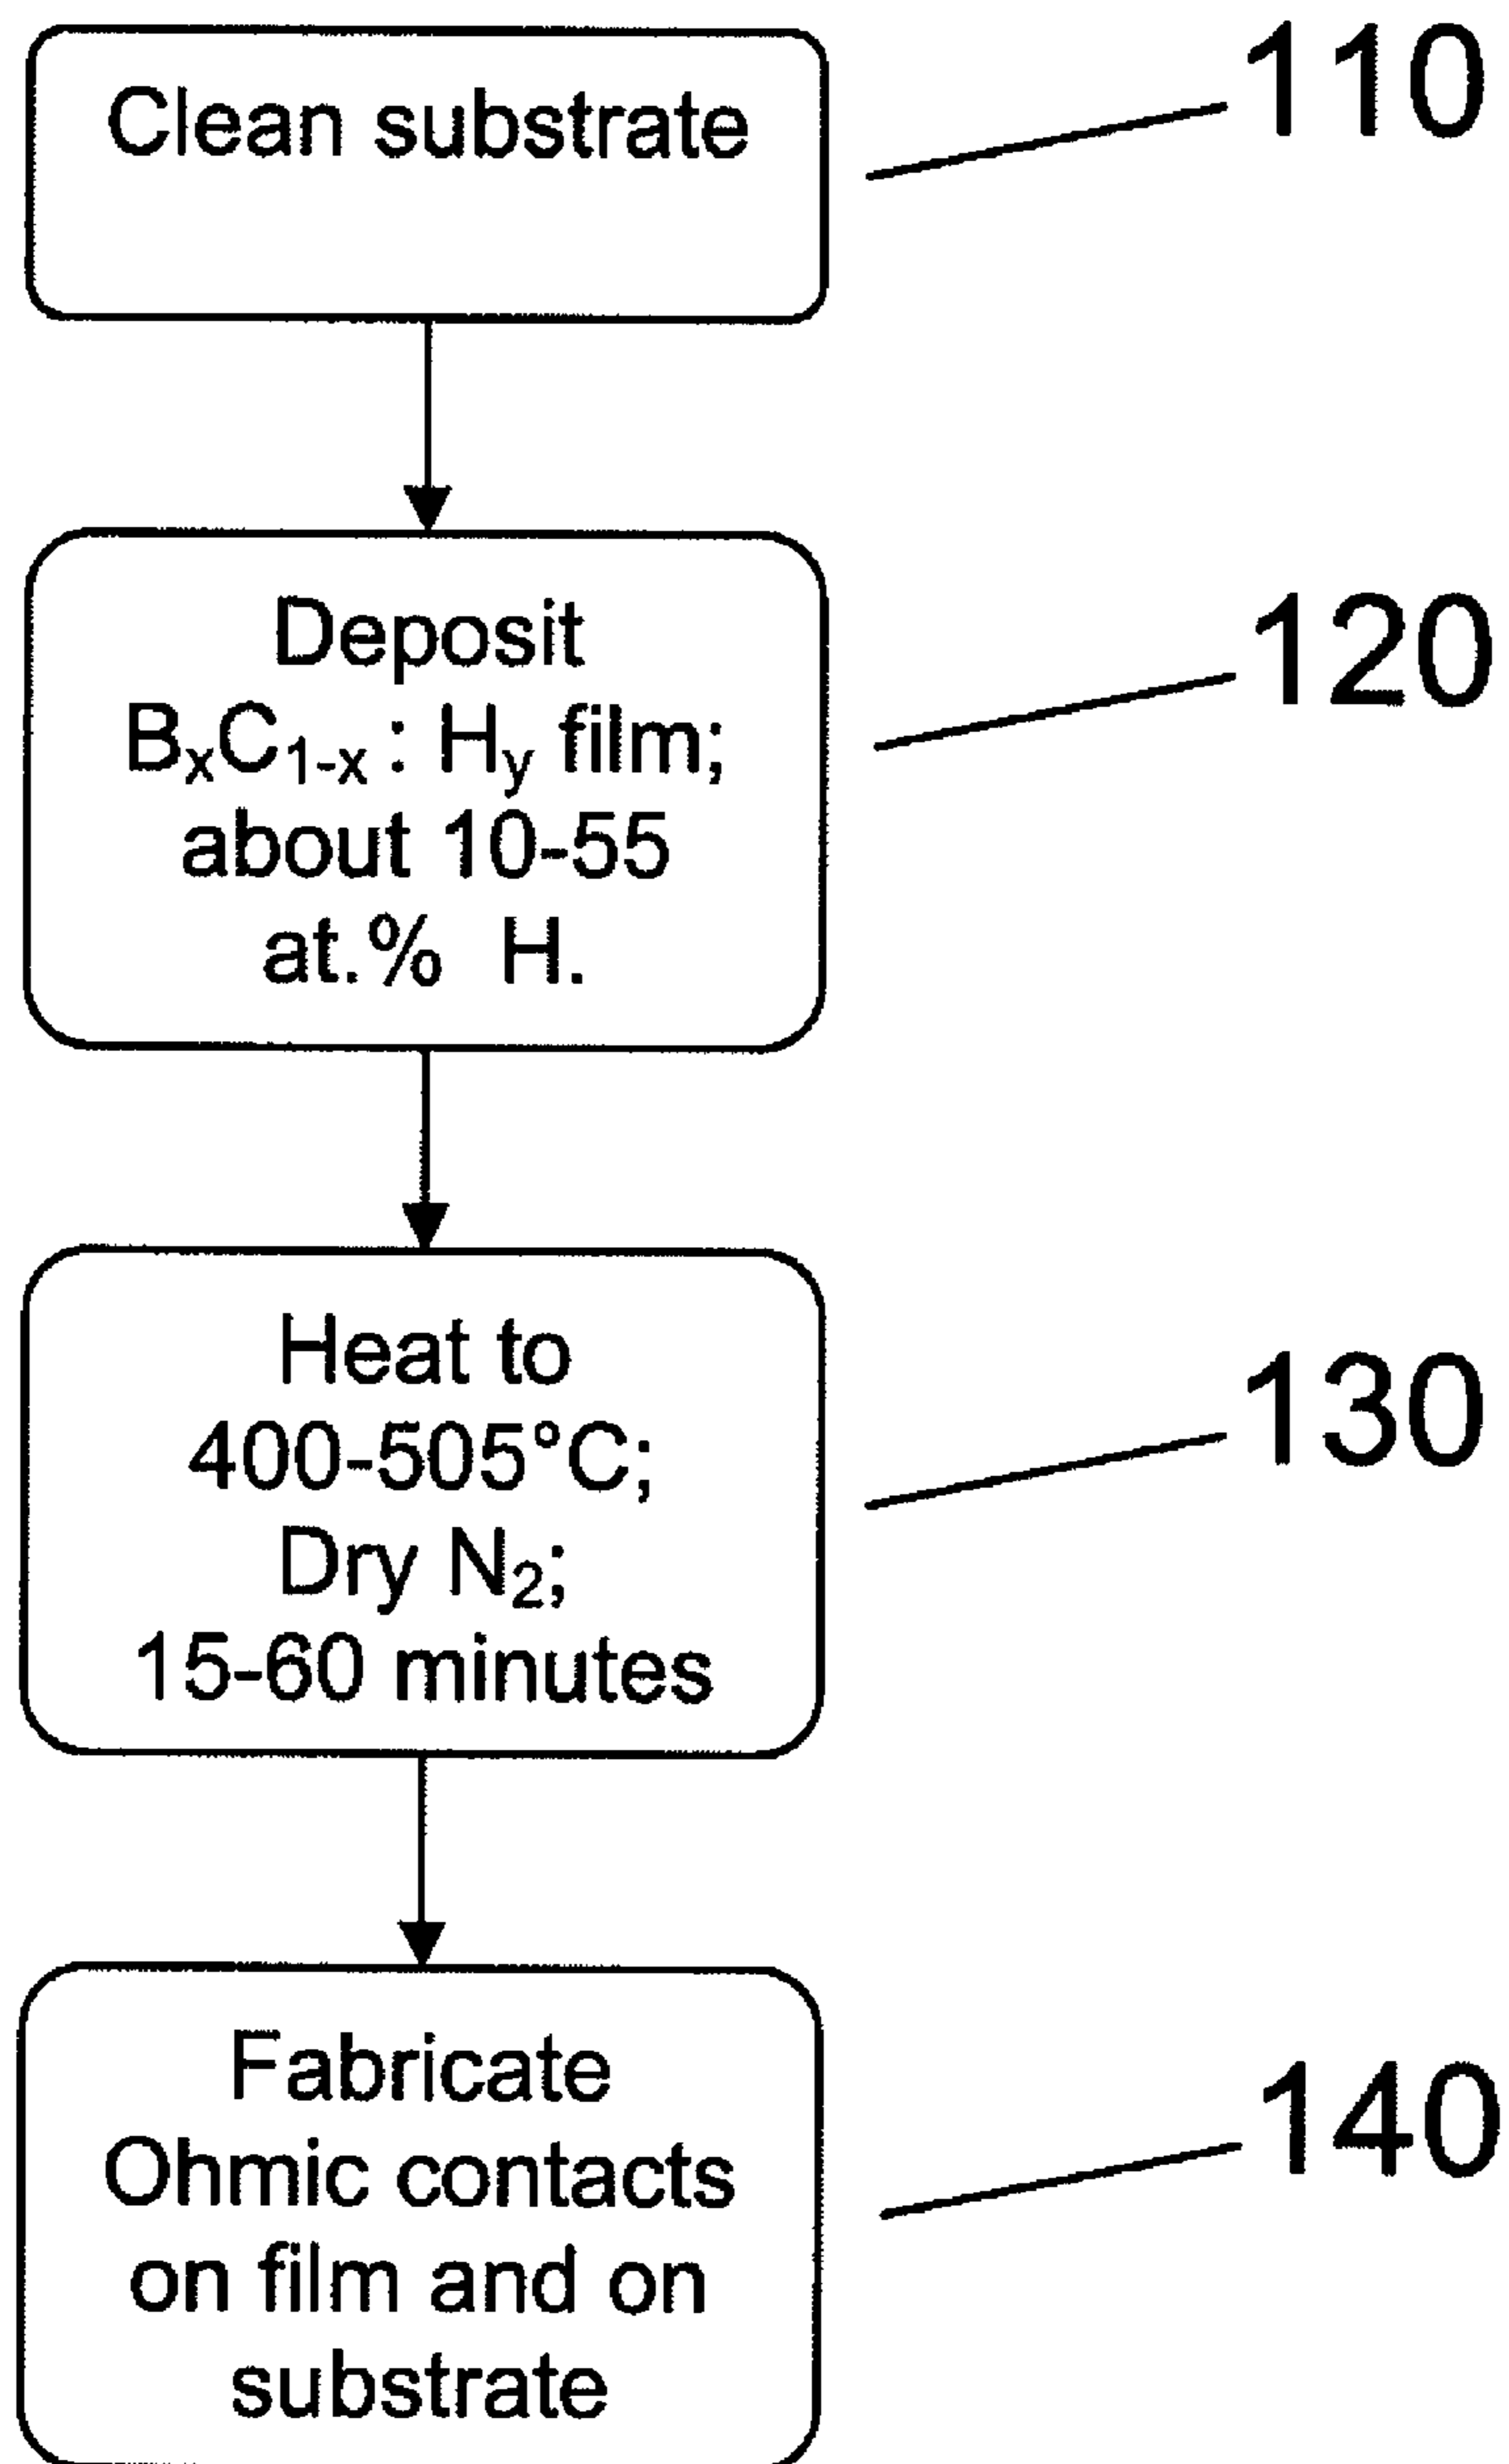 Clean substrate
110
Deposit
BₓC₁₋ₓ : Hᵧ film;
about 10-55
at.% H.
120
Heat to
400-505°C;
Dry N₂;
15-60 minutes
130
Fabricate
Ohmic contacts
on film and on
substrate
140